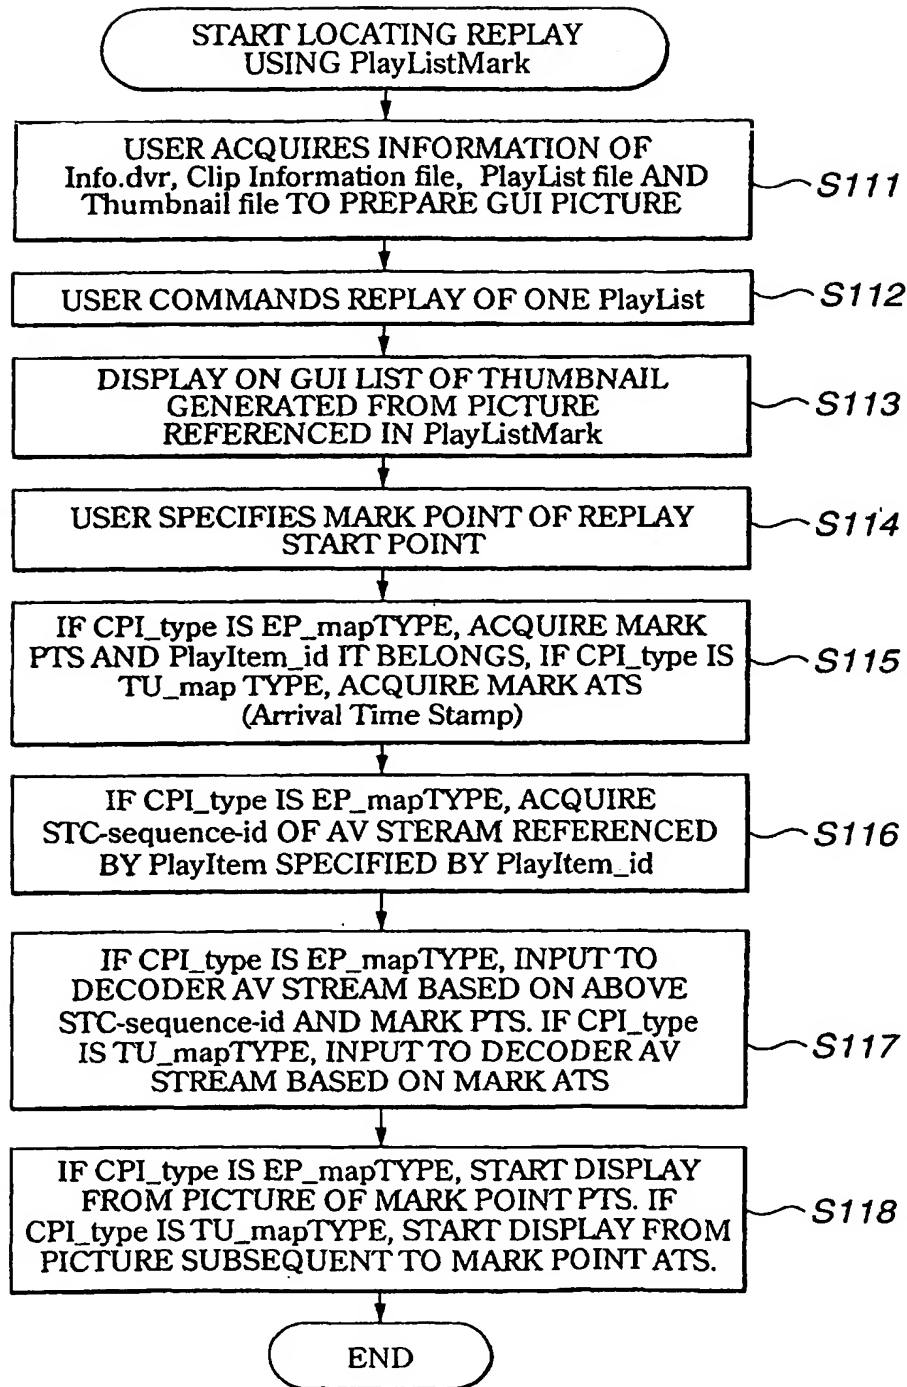 START LOCATING REPLAY
USING PlayListMark
USER ACQUIRES INFORMATION OF
Info.dvr, Clip Information file, PlayList file AND
Thumbnail file TO PREPARE GUI PICTURE
S111
USER COMMANDS REPLAY OF ONE PlayList
S112
DISPLAY ON GUI LIST OF THUMBNAIL
GENERATED FROM PICTURE
REFERENCED IN PlayListMark
S113
USER SPECIFIES MARK POINT OF REPLAY
START POINT
S114
IF CPI_type IS EP_mapTYPE, ACQUIRE MARK
PTS AND PlayItem_id IT BELONGS, IF CPI_type IS
TU_map TYPE, ACQUIRE MARK ATS
(Arrival Time Stamp)
S115
IF CPI_type IS EP_mapTYPE, ACQUIRE
STC-sequence-id OF AV STERAM REFERENCED
BY PlayItem SPECIFIED BY PlayItem_id
S116
IF CPI_type IS EP_mapTYPE, INPUT TO
DECODER AV STREAM BASED ON ABOVE
STC-sequence-id AND MARK PTS. IF CPI_type
IS TU_mapTYPE, INPUT TO DECODER AV
STREAM BASED ON MARK ATS
S117
IF CPI_type IS EP_mapTYPE, START DISPLAY
FROM PICTURE OF MARK POINT PTS. IF
CPI_type IS TU_mapTYPE, START DISPLAY FROM
PICTURE SUBSEQUENT TO MARK POINT ATS.
S118
END